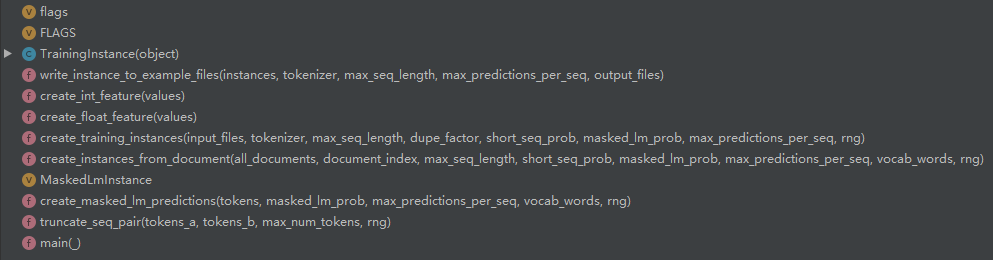 V flags
V FLAGS
C TrainingInstance(object)
f write_instance_to_example_files(instances, tokenizer, max_seq_length, max_predictions_per_seq, output_files)
f create_int_feature(values)
f create_float_feature(values)
f create_training_instances(input_files, tokenizer, max_seq_length, dupe_factor, short_seq_prob, masked_lm_prob, max_predictions_per_seq, rng)
f create_instances_from_document(all_documents, document_index, max_seq_length, short_seq_prob, masked_lm_prob, max_predictions_per_seq, vocab_words, rng)
V MaskedLmInstance
f create_masked_lm_predictions(tokens, masked_lm_prob, max_predictions_per_seq, vocab_words, rng)
f truncate_seq_pair(tokens_a, tokens_b, max_num_tokens, rng)
f main(_)